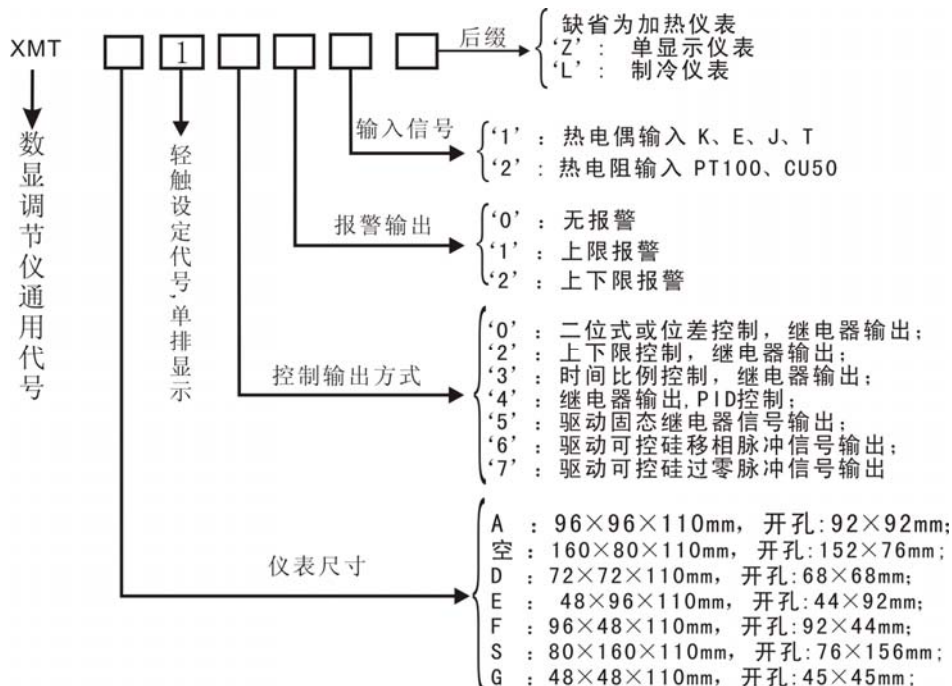 XMT
1
后缀
缺省为加热仪表
‘Z’： 单显示仪表
‘L’： 制冷仪表
数显调节仪通用代号
轻触设定代号,单排显示
输入信号
‘1’：热电偶输入 K、E、J、T
‘2’：热电阻输入 PT100、CU50
报警输出
‘0’：无报警
‘1’：上限报警
‘2’：上下限报警
控制输出方式
‘0’：二位式或位差控制，继电器输出；
‘2’：上下限控制，继电器输出；
‘3’：时间比例控制，继电器输出；
‘4’：继电器输出,PID控制；
‘5’：驱动固态继电器信号输出；
‘6’：驱动可控硅移相脉冲信号输出；
‘7’：驱动可控硅过零脉冲信号输出
仪表尺寸
A ：96×96×110mm，开孔:92×92mm;
空：160×80×110mm，开孔:152×76mm;
D ：72×72×110mm，开孔:68×68mm;
E ： 48×96×110mm，开孔:44×92mm;
F ：96×48×110mm，开孔:92×44mm;
S ：80×160×110mm，开孔:76×156mm;
G ：48×48×110mm，开孔:45×45mm;